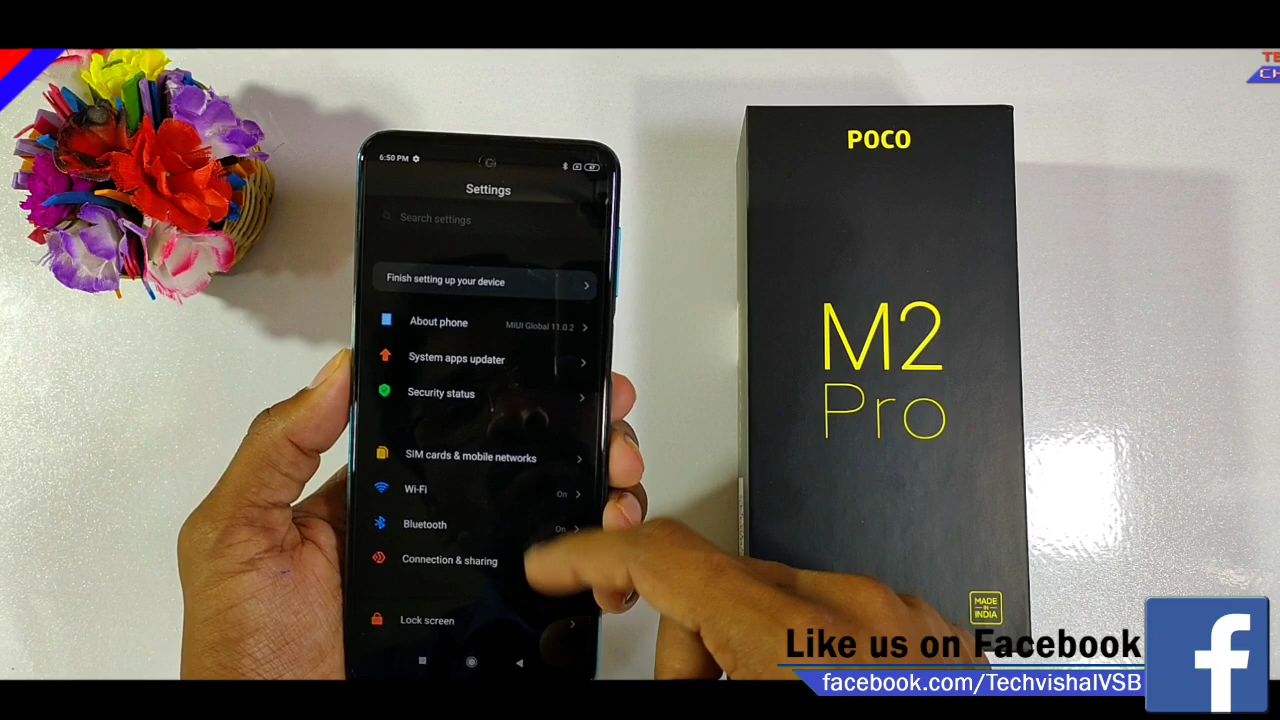 6:50 PM
Settings
Search settings
Finish setting up your device
About phone
MIUI Global 11.0.2
System apps updater
Security status
SIM cards & mobile networks
Wi-Fi
On
Bluetooth
On
Connection & sharing
Lock screen
POCO
M2
Pro
MADE
IN
INDIA
TE
CH
Like us on Facebook
facebook.com/TechvishalVSB
f